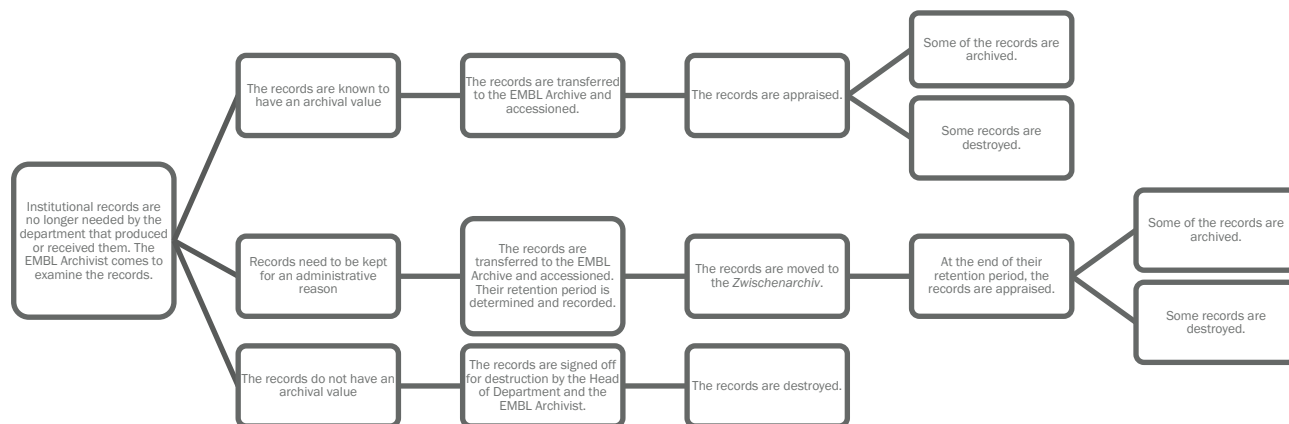 Institutional records are
no longer needed by the
department that produced
or received them. The
EMBL Archivist comes to
examine the records.
The records are known to
have an archival value
The records are transferred
to the EMBL Archive and
accessioned.
The records are appraised.
Some of the records are
archived.
Some records are
destroyed.
Records need to be kept
for an administrative
reason
The records are
transferred to the EMBL
Archive and accessioned.
Their retention period is
determined and recorded.
The records are moved to
the Zwischenarchiv.
At the end of their
retention period, the
records are appraised.
Some of the records are
archived.
Some records are
destroyed.
The records do not have an
archival value
The records are signed off
for destruction by the Head
of Department and the
EMBL Archivist.
The records are destroyed.